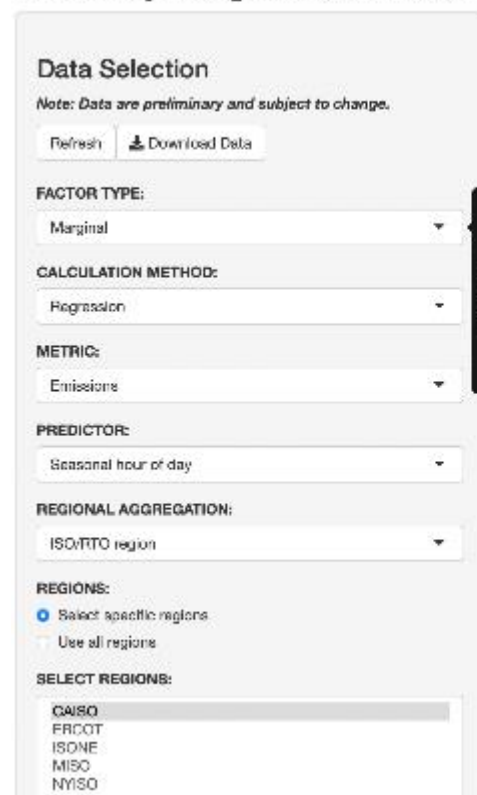 Data Selection
Note: Data are preliminary and subject to change.
Refresh Download Data
FACTOR TYPE:
Marginal
CALCULATION METHOD:
Regression
METRIC:
Emissions
PREDICTOR:
Seasonal hour of day
REGIONAL AGGREGATION:
ISO/RTO region
REGIONS:
Select specific regions
Use all regions
SELECT REGIONS:
CAISO
ERCOT
ISONE
MISO
NYISO